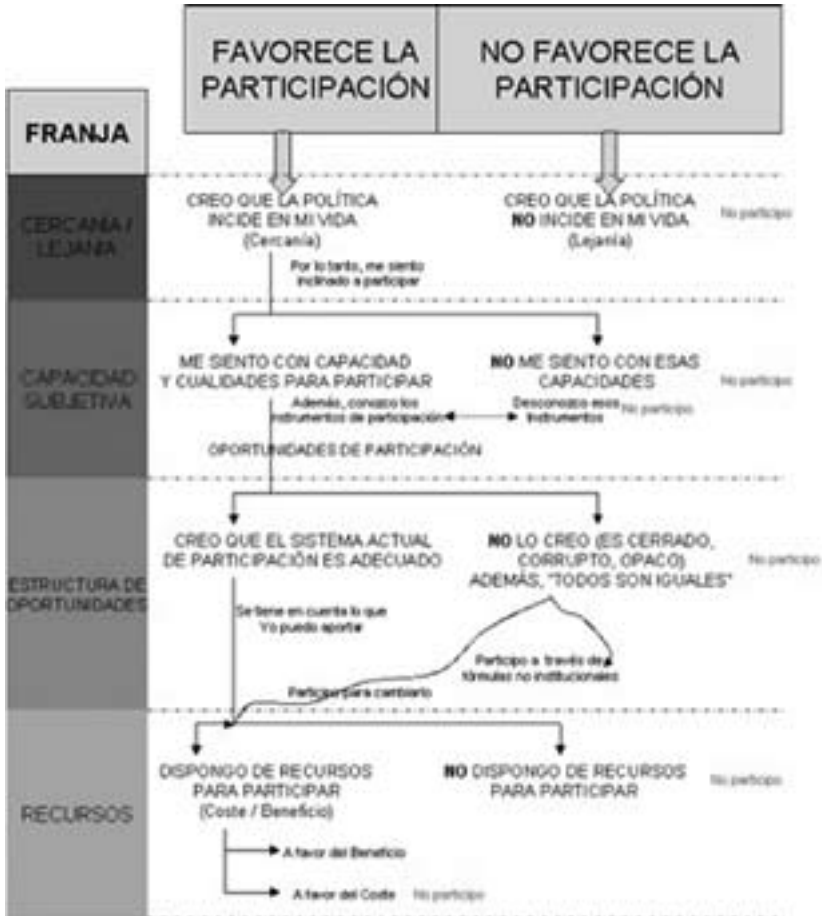 FAVORECE LA
PARTICIPACIÓN
NO FAVORECE LA
PARTICIPACIÓN
FRANJA
CERCANÍA /
LEJANÍA
CREO QUE LA POLÍTICA
INCIDE EN MI VIDA
(Cercanía)
CREO QUE LA POLÍTICA
NO INCIDE EN MI VIDA
(Lejanía)
No participo
Por lo tanto, me siento
inclinado a participar
CAPACIDAD
SUBJETIVA
ME SIENTO CON CAPACIDAD
Y CUALIDADES PARA PARTICIPAR
NO ME SIENTO CON ESAS
CAPACIDADES
No participo
Además, conozco los
instrumentos de participación
Desconozco esos
Instrumentos
No participo
OPORTUNIDADES DE PARTICIPACIÓN
ESTRUCTURA DE
OPORTUNIDADES
CREO QUE EL SISTEMA ACTUAL
DE PARTICIPACIÓN ES ADECUADO
NO LO CREO (ES CERRADO,
CORRUPTO, OPACO)
ADEMÁS, "TODOS SON IGUALES"
No participo
Se tiene en cuenta lo que
Yo puedo aportar
Participo a través de
fórmulas no institucionales
Participo para cambiarlo
RECURSOS
DISPONGO DE RECURSOS
PARA PARTICIPAR
(Coste / Beneficio)
NO DISPONGO DE RECURSOS
PARA PARTICIPAR
No participo
A favor del Beneficio
A favor del Coste
No participo